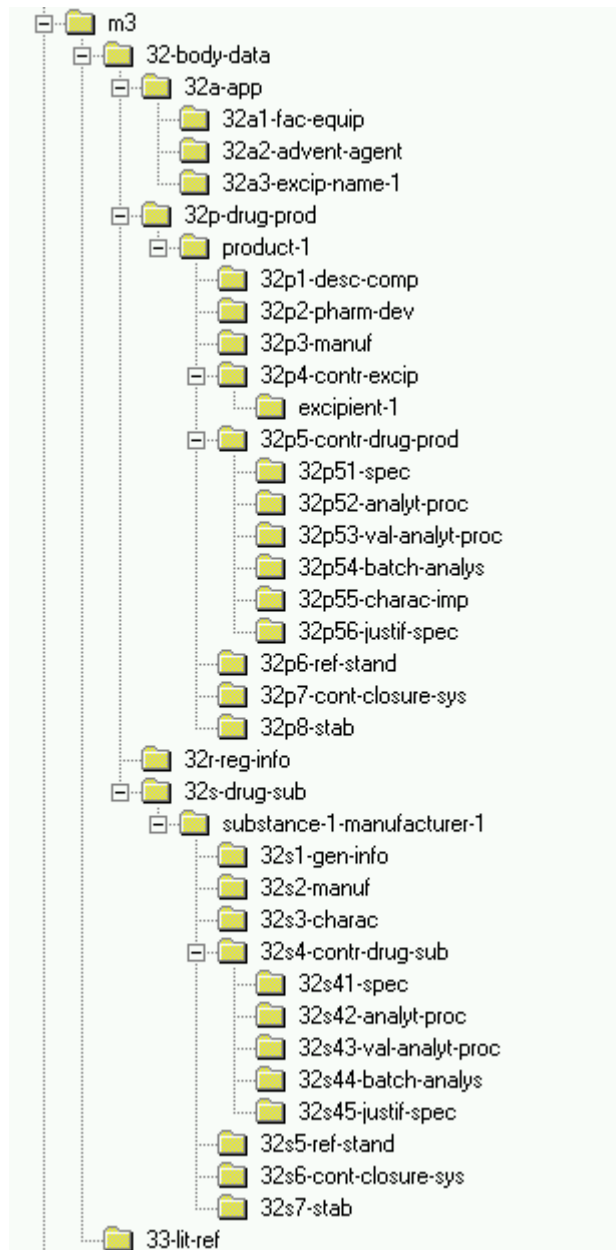 m3
32-body-data
32a-app
32a1-fac-equip
32a2-advent-agent
32a3-excip-name-1
32p-drug-prod
product-1
32p1-desc-comp
32p2-pharm-dev
32p3-manuf
32p4-contr-excip
excipient-1
32p5-contr-drug-prod
32p51-spec
32p52-analyt-proc
32p53-val-analyt-proc
32p54-batch-analys
32p55-charac-imp
32p56-justif-spec
32p6-ref-stand
32p7-cont-closure-sys
32p8-stab
32r-reg-info
32s-drug-sub
substance-1-manufacturer-1
32s1-gen-info
32s2-manuf
32s3-charac
32s4-contr-drug-sub
32s41-spec
32s42-analyt-proc
32s43-val-analyt-proc
32s44-batch-analys
32s45-justif-spec
32s5-ref-stand
32s6-cont-closure-sys
32s7-stab
33-lit-ref